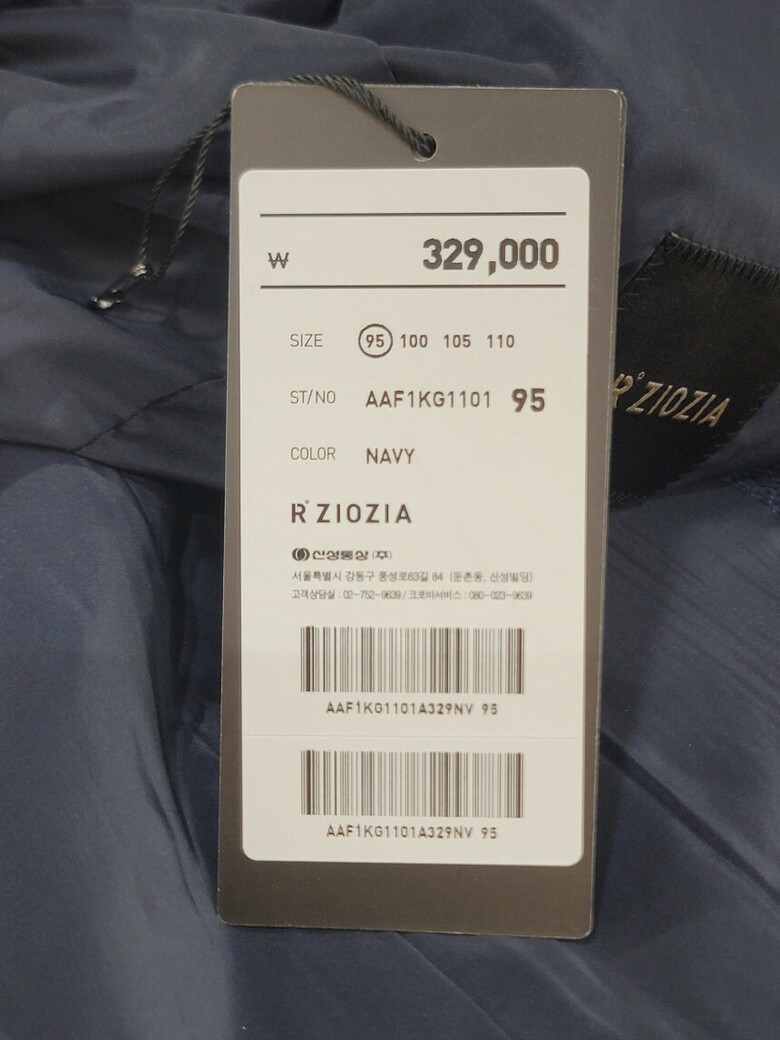 ₩ 329,000
SIZE 95 100 105 110
ST/NO AAF1KG1101 95
COLOR NAVY
R° ZIOZIA
신성통상(주)
서울특별시 강동구 풍성로63길 84 (둔촌동, 신성빌딩)
고객상담실 : 02-752-9639 / 크로바서비스 : 080-023-9639
AAF1KG1101A329NV 95
AAF1KG1101A329NV 95
R° ZIOZIA